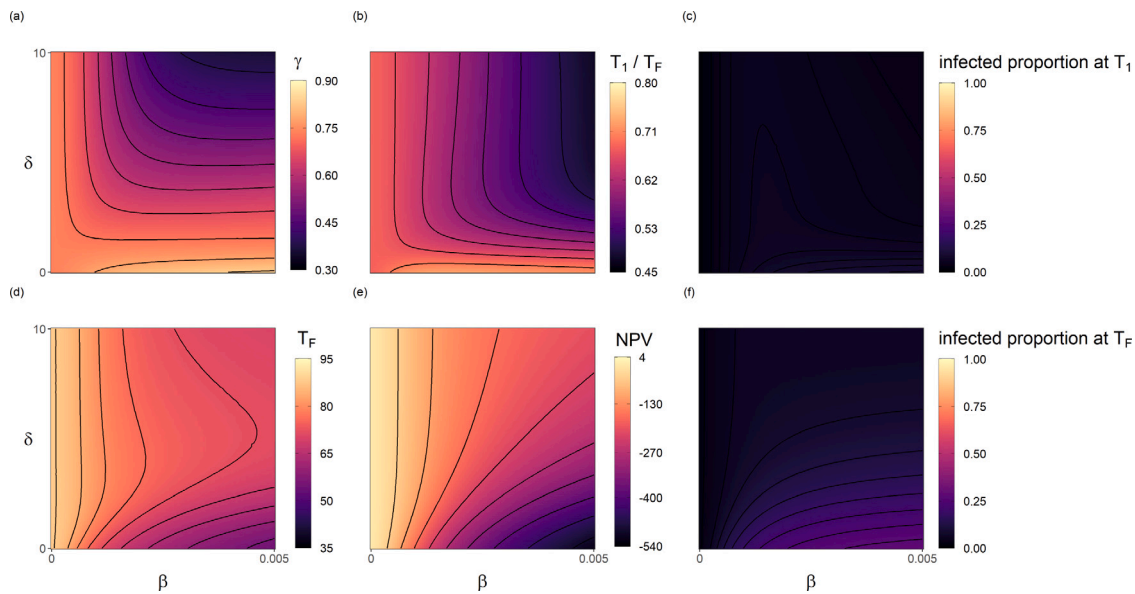 (a)
(b)
(c)
10
δ
0
γ
0.90
0.75
0.60
0.45
0.30
T1 / TF
0.80
0.71
0.62
0.53
0.45
infected proportion at T1
1.00
0.75
0.50
0.25
0.00
(d)
(e)
(f)
10
δ
0
0
0.005
β
TF
95
80
65
50
35
0
0.005
β
NPV
4
-130
-270
-400
-540
0
0.005
β
infected proportion at TF
1.00
0.75
0.50
0.25
0.00